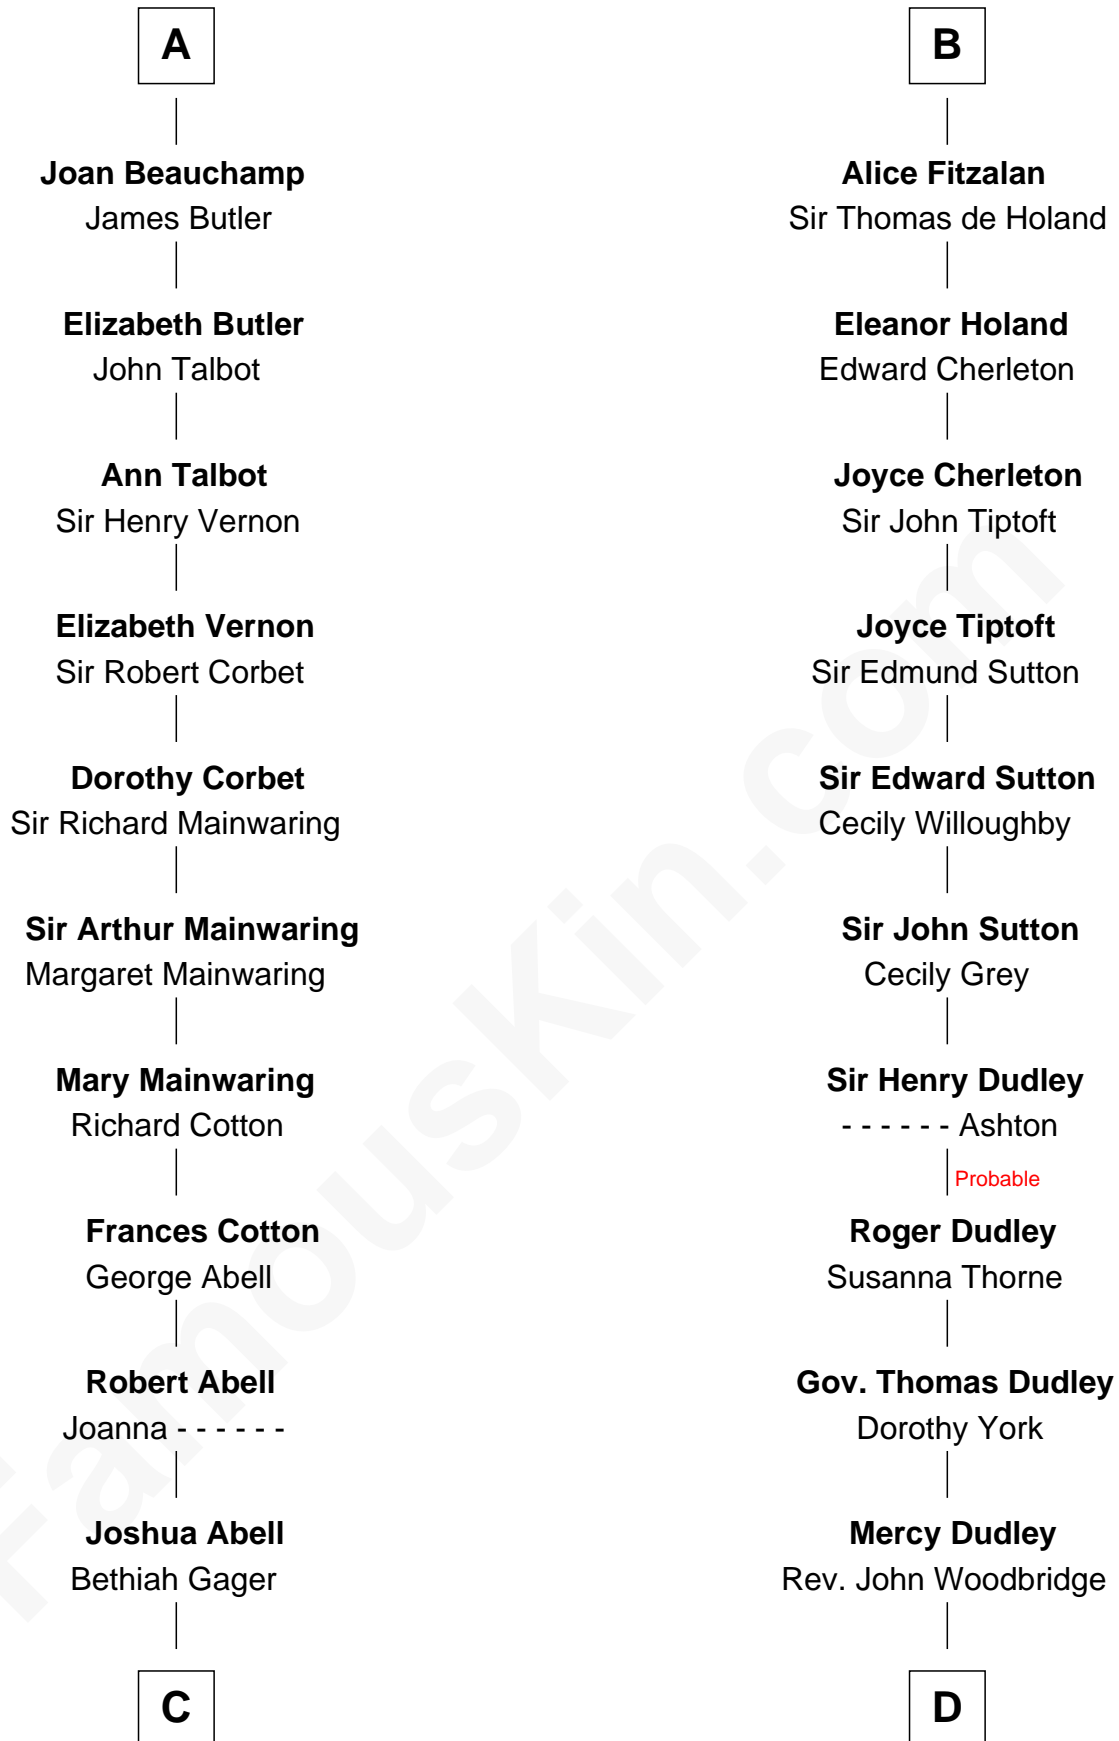 A
Joan Beauchamp
James Butler
Elizabeth Butler
John Talbot
Ann Talbot
Sir Henry Vernon
Elizabeth Vernon
Sir Robert Corbet
Dorothy Corbet
Sir Richard Mainwaring
Sir Arthur Mainwaring
Margaret Mainwaring
Mary Mainwaring
Richard Cotton
Frances Cotton
George Abell
Robert Abell
Joanna - - - - - -
Joshua Abell
Bethiah Gager
C
B
Alice Fitzalan
Sir Thomas de Holand
Eleanor Holand
Edward Cherleton
Joyce Cherleton
Sir John Tiptoft
Joyce Tiptoft
Sir Edmund Sutton
Sir Edward Sutton
Cecily Willoughby
Sir John Sutton
Cecily Grey
Sir Henry Dudley
- - - - - - Ashton
Probable
Roger Dudley
Susanna Thorne
Gov. Thomas Dudley
Dorothy York
Mercy Dudley
Rev. John Woodbridge
D
FamousKin.com